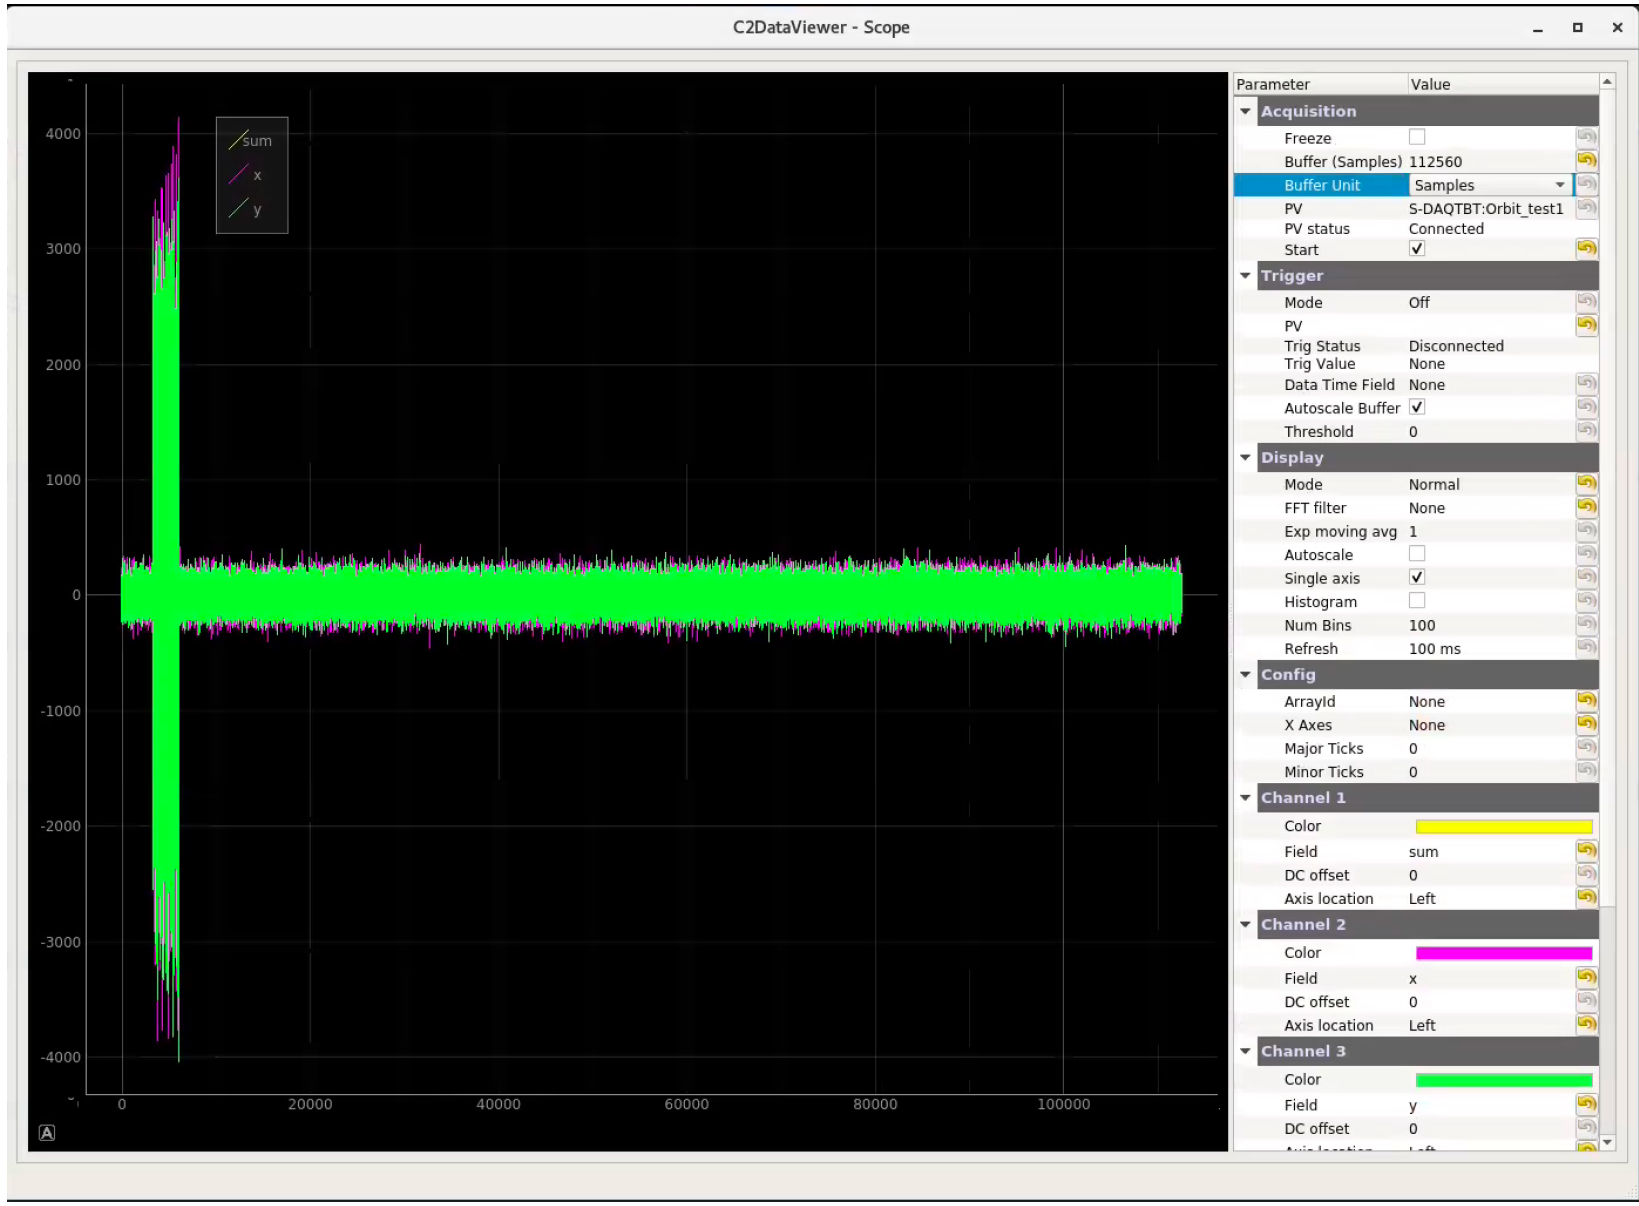 C2DataViewer - Scope
4000
3000
2000
1000
0
-1000
-2000
-3000
-4000
0 20000 40000 60000 80000 100000
sum
x
y
A
Parameter Value
Acquisition
Freeze
Buffer (Samples) 112560
Buffer Unit Samples
PV S-DAQTBT:Orbit_test1
PV status Connected
Start
Trigger
Mode Off
PV
Trig Status Disconnected
Trig Value None
Data Time Field None
Autoscale Buffer
Threshold 0
Display
Mode Normal
FFT filter None
Exp moving avg 1
Autoscale
Single axis
Histogram
Num Bins 100
Refresh 100 ms
Config
ArrayId None
X Axes None
Major Ticks 0
Minor Ticks 0
Channel 1
Color
Field sum
DC offset 0
Axis location Left
Channel 2
Color
Field x
DC offset 0
Axis location Left
Channel 3
Color
Field y
DC offset 0
Axis location Left